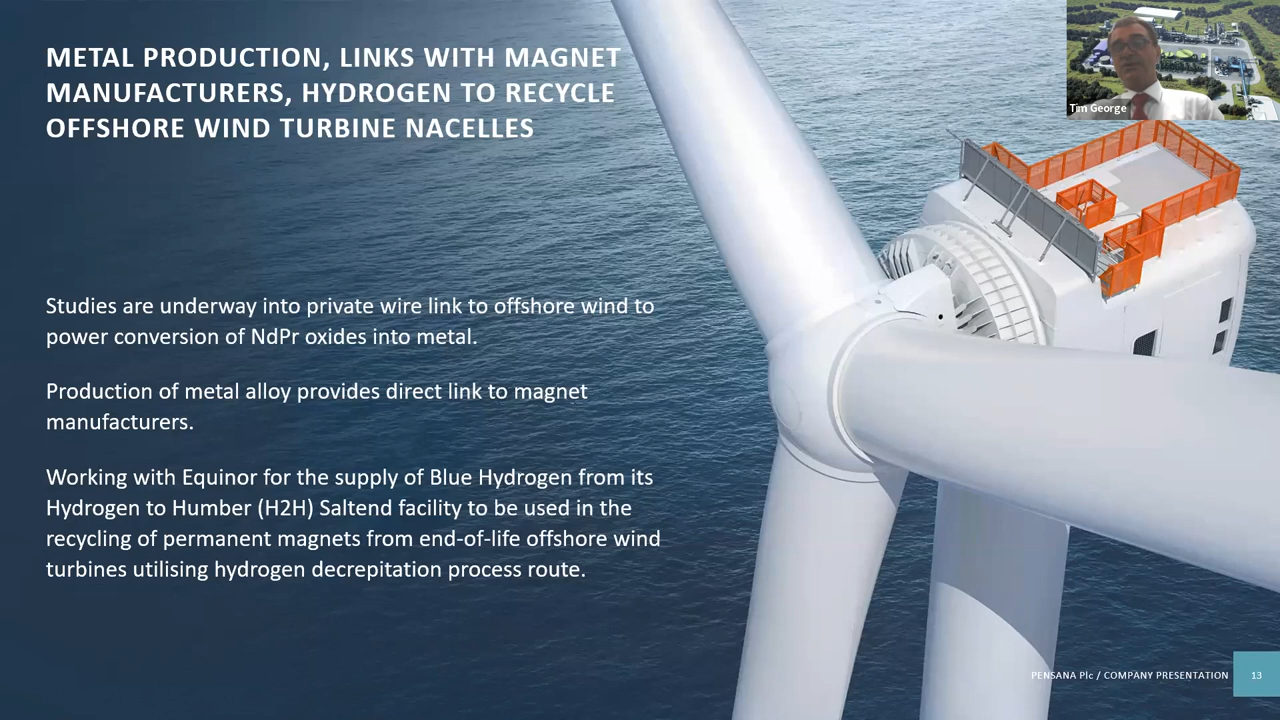 METAL PRODUCTION, LINKS WITH MAGNET
MANUFACTURERS, HYDROGEN TO RECYCLE
OFFSHORE WIND TURBINE NACELLES
Tim George
Studies are underway into private wire link to offshore wind to
power conversion of NdPr oxides into metal.
Production of metal alloy provides direct link to magnet
manufacturers.
Working with Equinor for the supply of Blue Hydrogen from its
Hydrogen to Humber (H2H) Saltend facility to be used in the
recycling of permanent magnets from end-of-life offshore wind
turbines utilising hydrogen decrepitation process route.
PENSANA Plc / COMPANY PRESENTATION 13